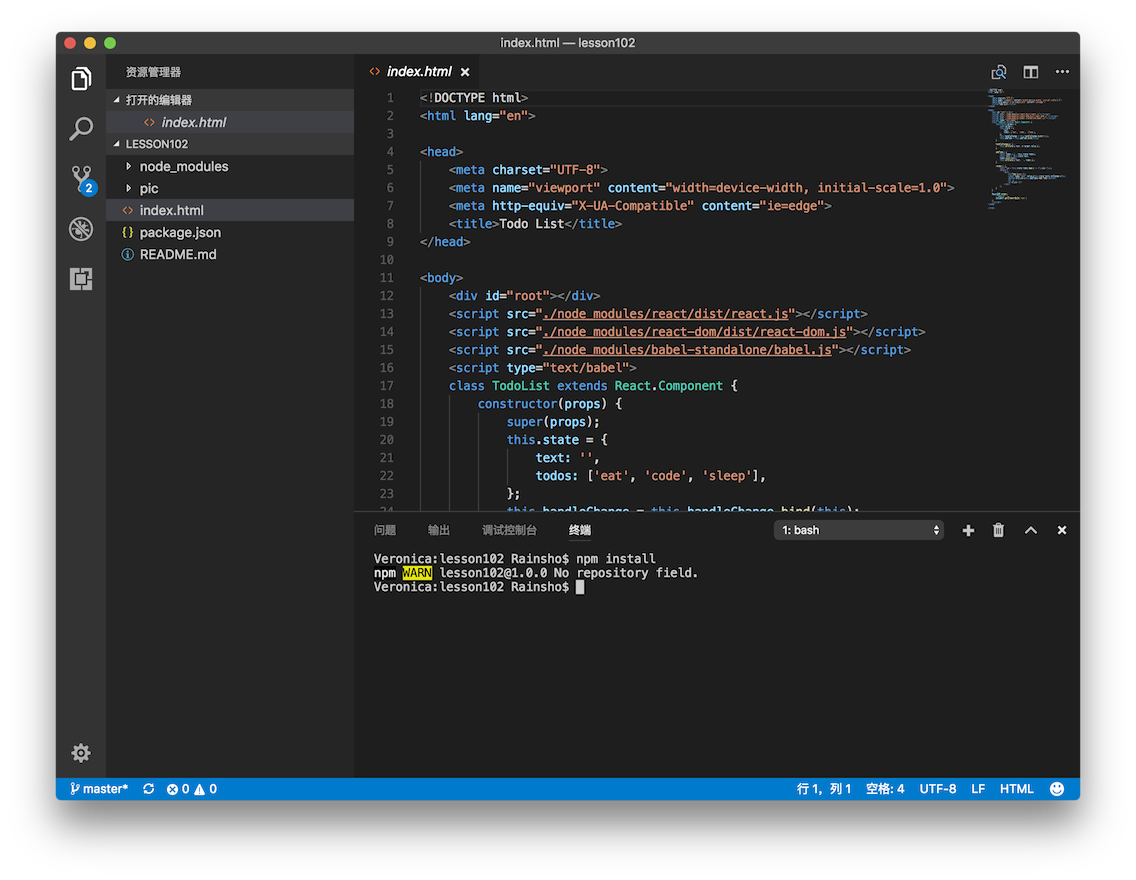 index.html — lesson102
资源管理器
打开的编辑器
<> index.html
LESSON102
node_modules
pic
<> index.html
{} package.json
README.md
2
<> index.html ×
1 <!DOCTYPE html>
2 <html lang="en">
3
4 <head>
5 <meta charset="UTF-8">
6 <meta name="viewport" content="width=device-width, initial-scale=1.0">
7 <meta http-equiv="X-UA-Compatible" content="ie=edge">
8 <title>Todo List</title>
9 </head>
10
11 <body>
12 <div id="root"></div>
13 <script src="./node_modules/react/dist/react.js"></script>
14 <script src="./node_modules/react-dom/dist/react-dom.js"></script>
15 <script src="./node_modules/babel-standalone/babel.js"></script>
16 <script type="text/babel">
17 class TodoList extends React.Component {
18 constructor(props) {
19 super(props);
20 this.state = {
21 text: '',
22 todos: ['eat', 'code', 'sleep'],
23 };
24 this.handleChange = this.handleChange.bind(this);
问题 输出 调试控制台 终端 1: bash
Veronica:lesson102 Rainsho$ npm install
npm WARN lesson102@1.0.0 No repository field.
Veronica:lesson102 Rainsho$
master* 0 0 行 1，列 1 空格: 4 UTF-8 LF HTML